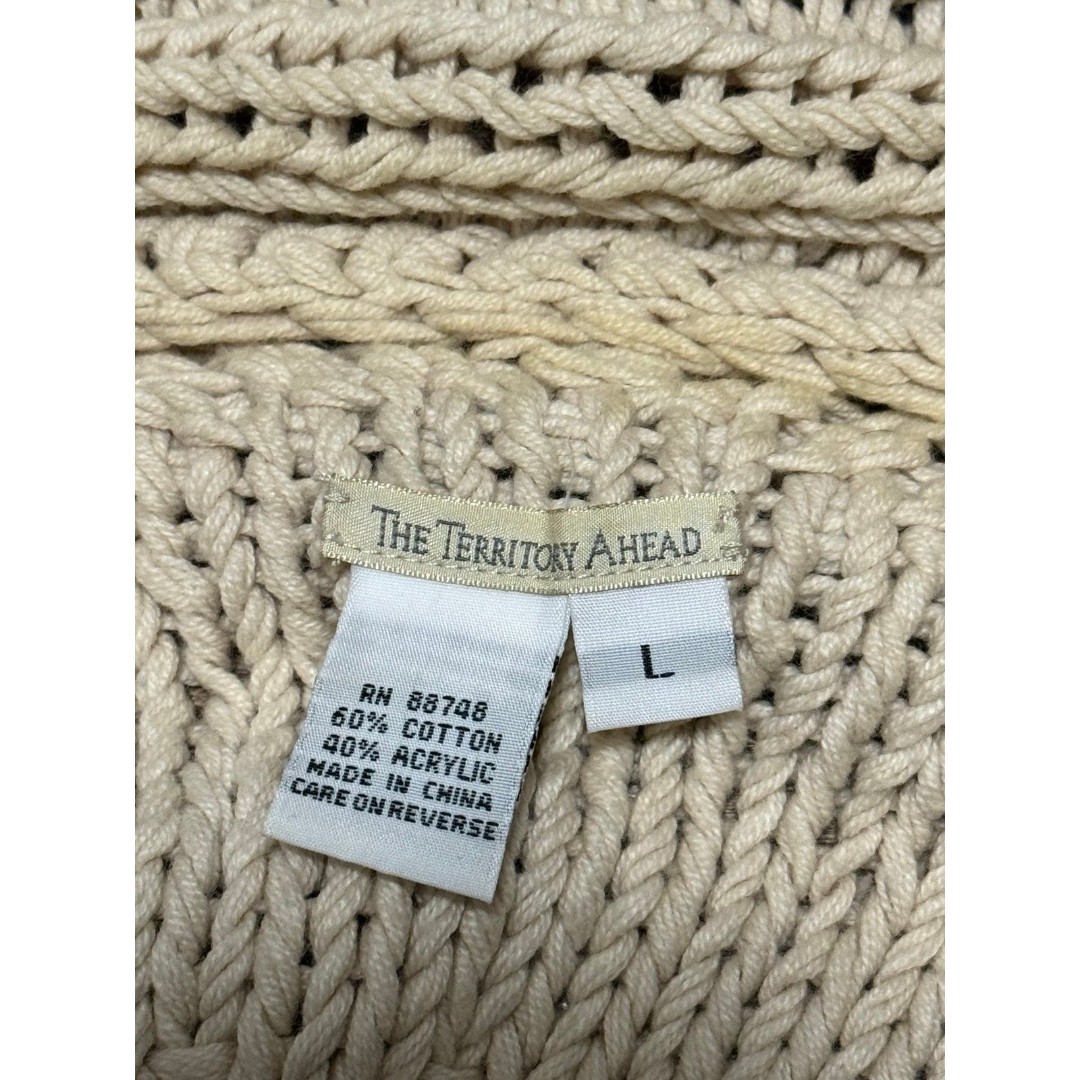 THE TERRITORY AHEAD
L
RN 88748
60% COTTON
40% ACRYLIC
MADE IN CHINA
CARE ON REVERSE